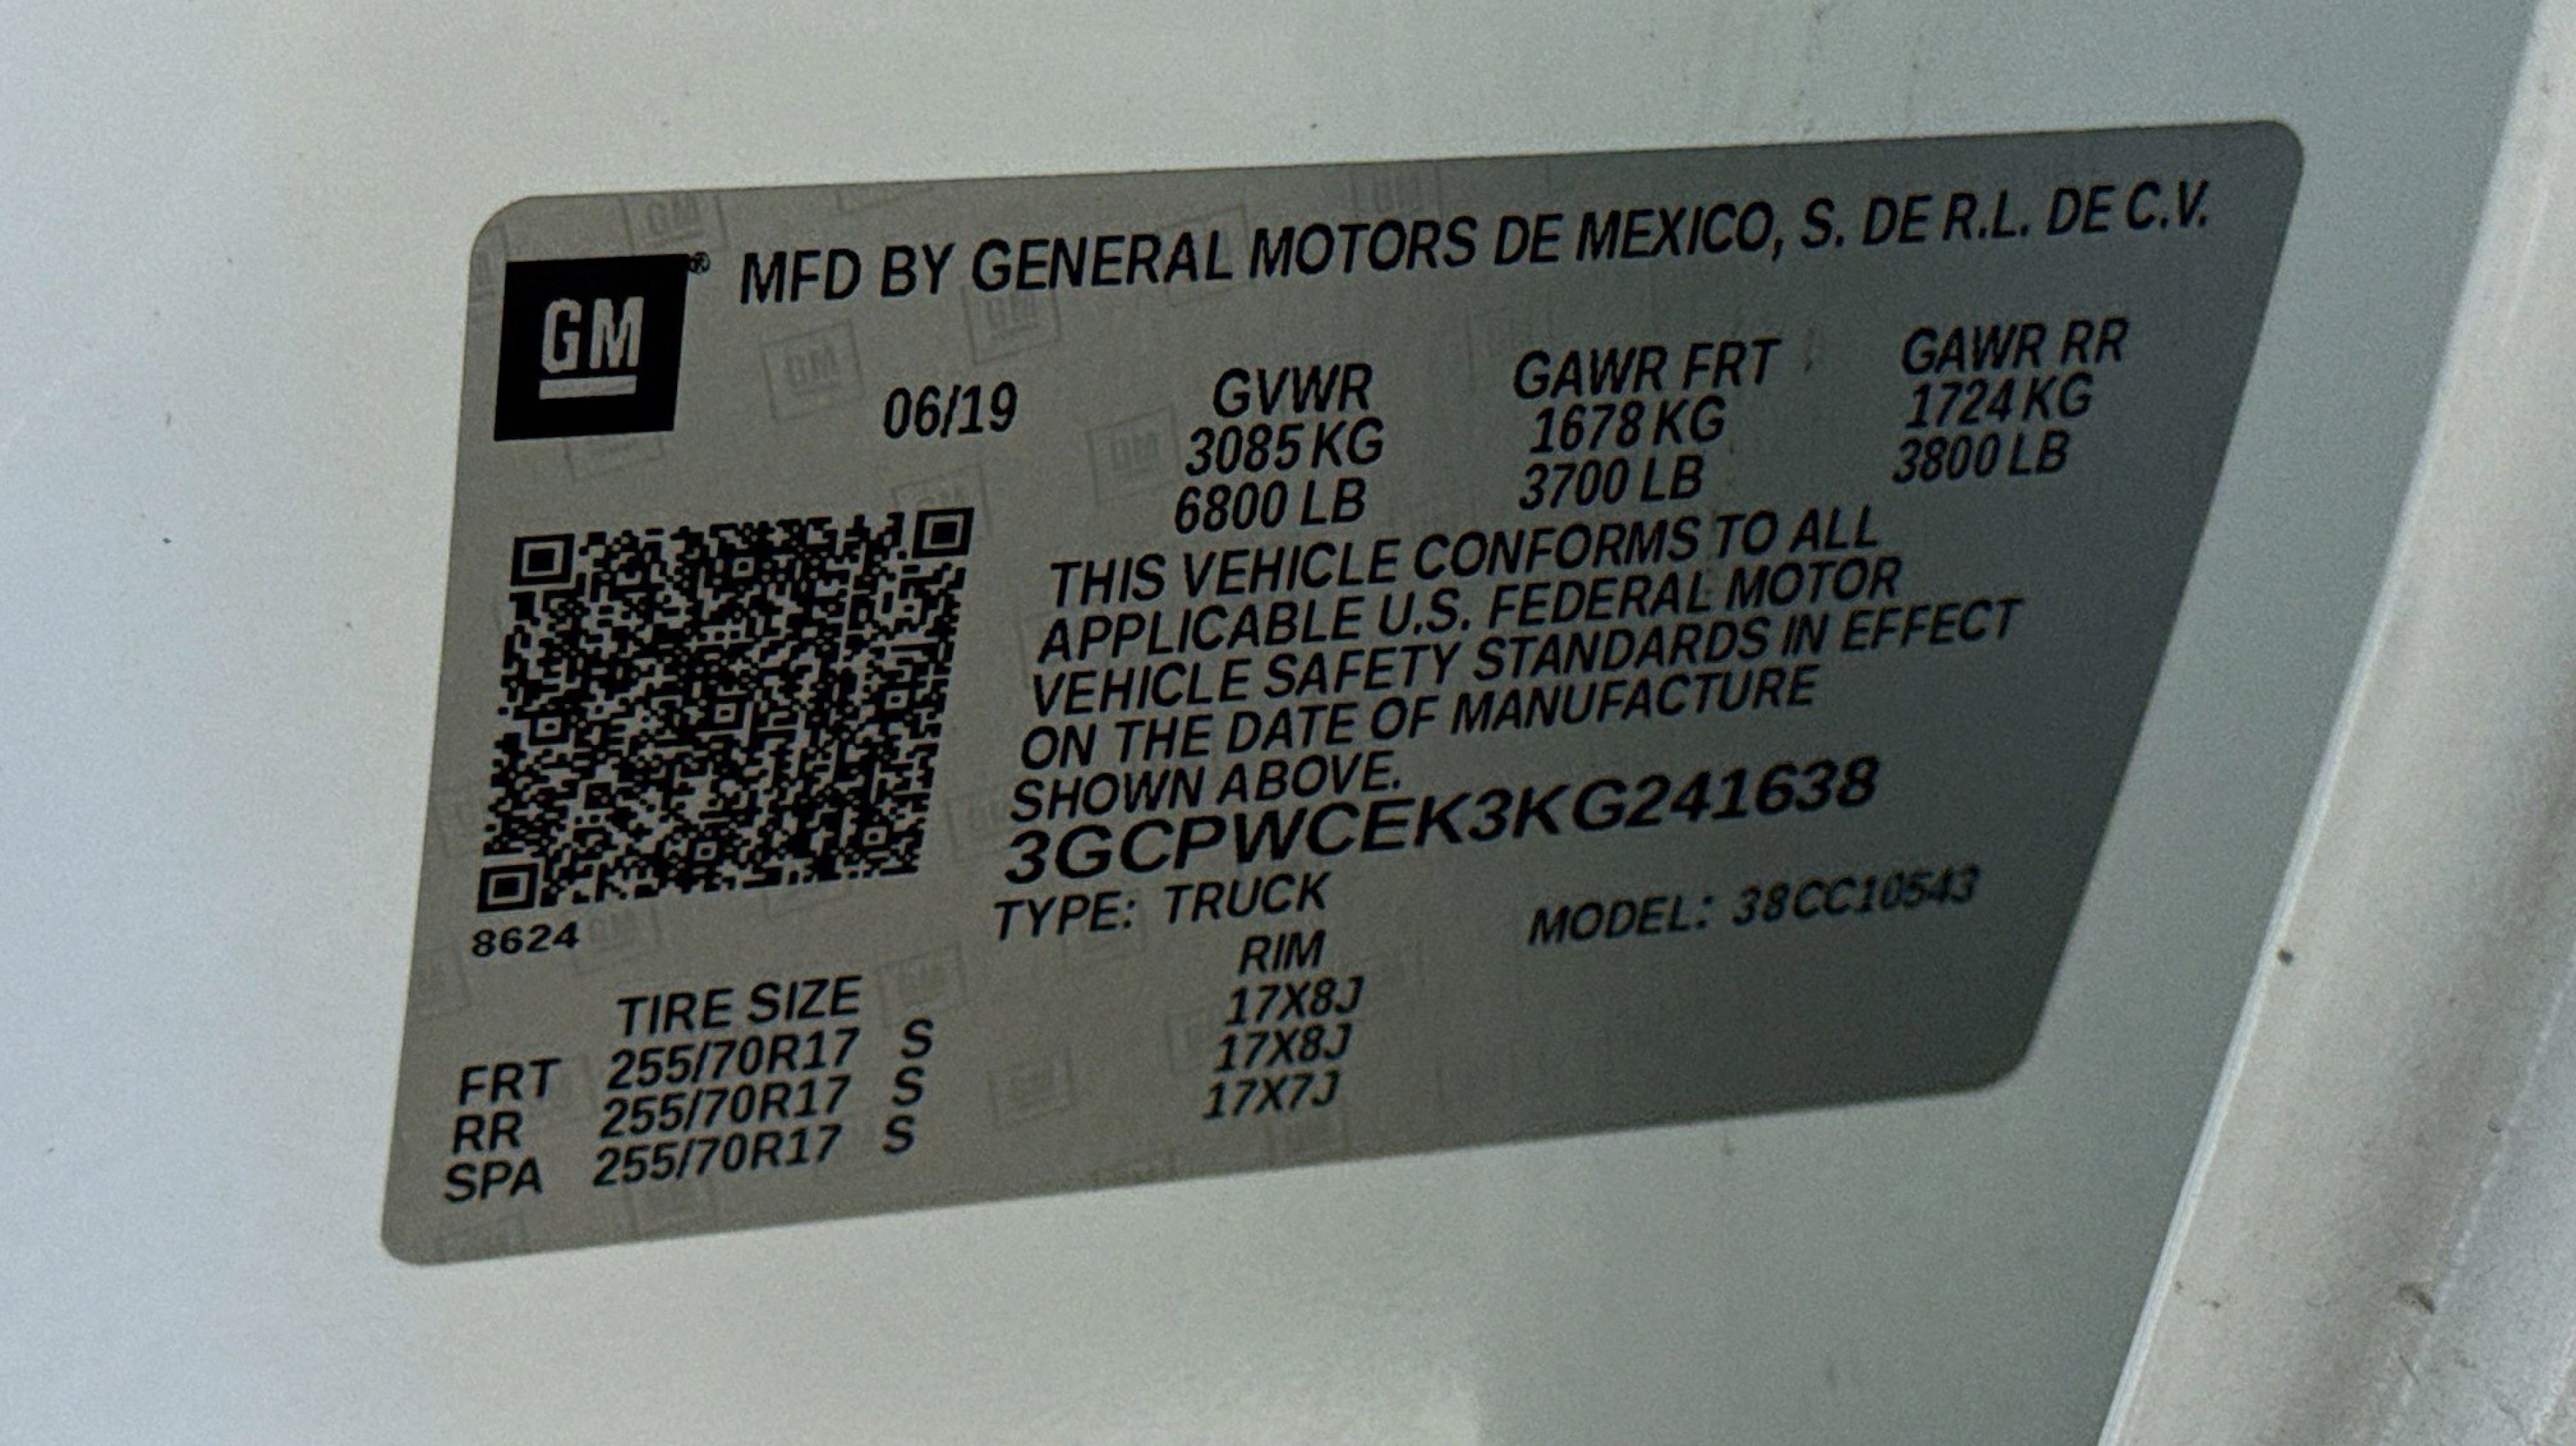 GM® MFD BY GENERAL MOTORS DE MEXICO, S. DE R.L. DE C.V.
06/19 GVWR GAWR FRT GAWR RR
3085 KG 1678 KG 1724 KG
6800 LB 3700 LB 3800 LB
THIS VEHICLE CONFORMS TO ALL
APPLICABLE U.S. FEDERAL MOTOR
VEHICLE SAFETY STANDARDS IN EFFECT
ON THE DATE OF MANUFACTURE
SHOWN ABOVE.
3GCPWCEK3KG241638
8624 TYPE: TRUCK MODEL: 38CC10543
TIRE SIZE RIM
FRT 255/70R17 S 17X8J
RR 255/70R17 S 17X8J
SPA 255/70R17 S 17X7J